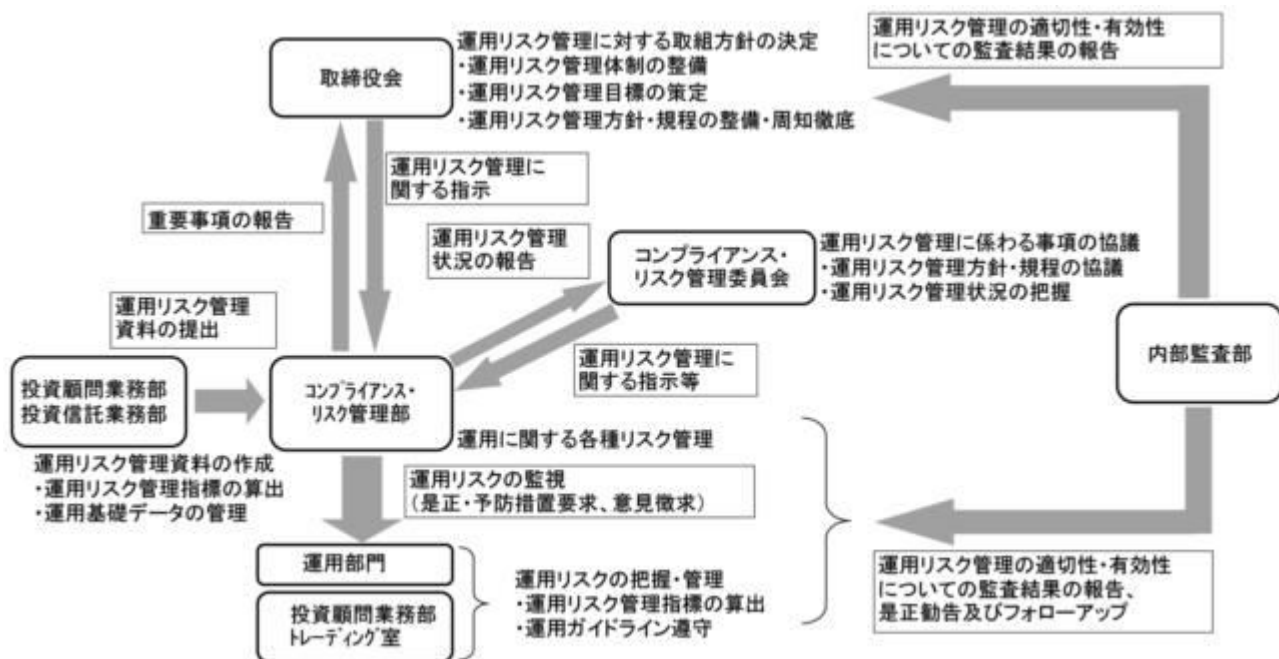 取締役会
運用リスク管理に対する取組方針の決定
・運用リスク管理体制の整備
・運用リスク管理目標の策定
・運用リスク管理方針・規程の整備・周知徹底
運用リスク管理の適切性・有効性
についての監査結果の報告
運用リスク管理に
関する指示
重要事項の報告
運用リスク管理
状況の報告
コンプライアンス・
リスク管理委員会
運用リスク管理に係わる事項の協議
・運用リスク管理方針・規程の協議
・運用リスク管理状況の把握
運用リスク管理
資料の提出
運用リスク管理に
関する指示等
内部監査部
投資顧問業務部
投資信託業務部
コンプライアンス・
リスク管理部
運用に関する各種リスク管理
運用リスク管理資料の作成
・運用リスク管理指標の算出
・運用基礎データの管理
運用リスクの監視
(是正・予防措置要求、意見徴求)
運用部門
投資顧問業務部
トレーディング室
運用リスクの把握・管理
・運用リスク管理指標の算出
・運用ガイドライン遵守
運用リスク管理の適切性・有効性
についての監査結果の報告、
是正勧告及びフォローアップ